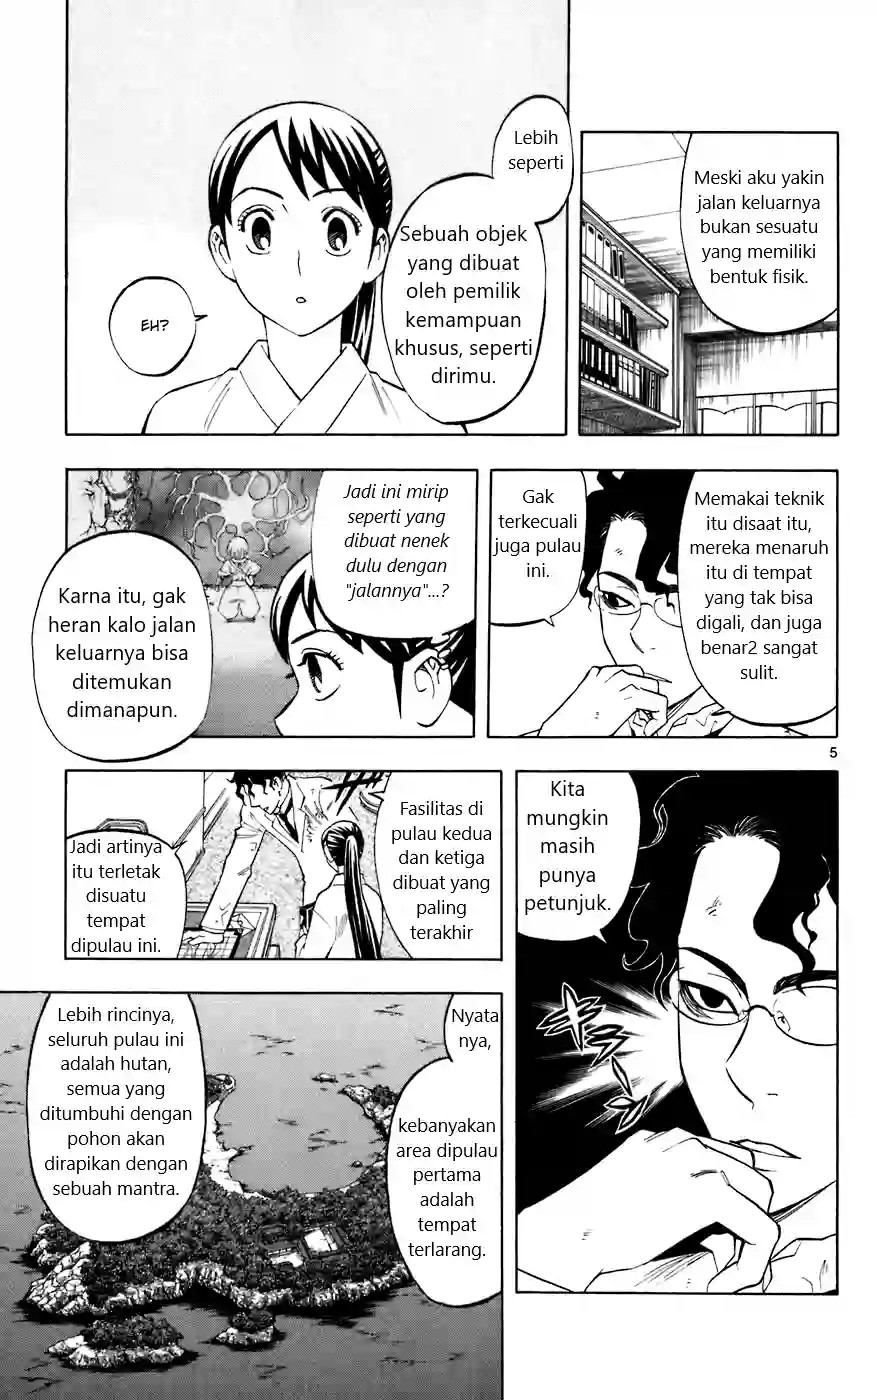 Meski aku yakin
jalan keluarnya
bukan sesuatu
yang memiliki
bentuk fisik.
Lebih
seperti
Sebuah objek
yang dibuat
oleh pemilik
kemampuan
khusus, seperti
dirimu.
EH?
Memakai teknik
itu disaat itu,
mereka menaruh
itu di tempat
yang tak bisa
digali, dan juga
benar2 sangat
sulit.
Gak
terkecuali
juga pulau
ini.
Jadi ini mirip
seperti yang
dibuat nenek
dulu dengan
"jalannya"...?
Karna itu, gak
heran kalo jalan
keluarnya bisa
ditemukan
dimanapun.
5
Kita
mungkin
masih
punya
petunjuk.
Fasilitas di
pulau kedua
dan ketiga
dibuat yang
paling
terakhir
Jadi artinya
itu terletak
disuatu
tempat
dipulau ini.
Nyata
nya,
kebanyakan
area dipulau
pertama
adalah
tempat
terlarang.
Lebih rincinya,
seluruh pulau ini
adalah hutan,
semua yang
ditumbuhi dengan
pohon akan
dirapikan dengan
sebuah mantra.